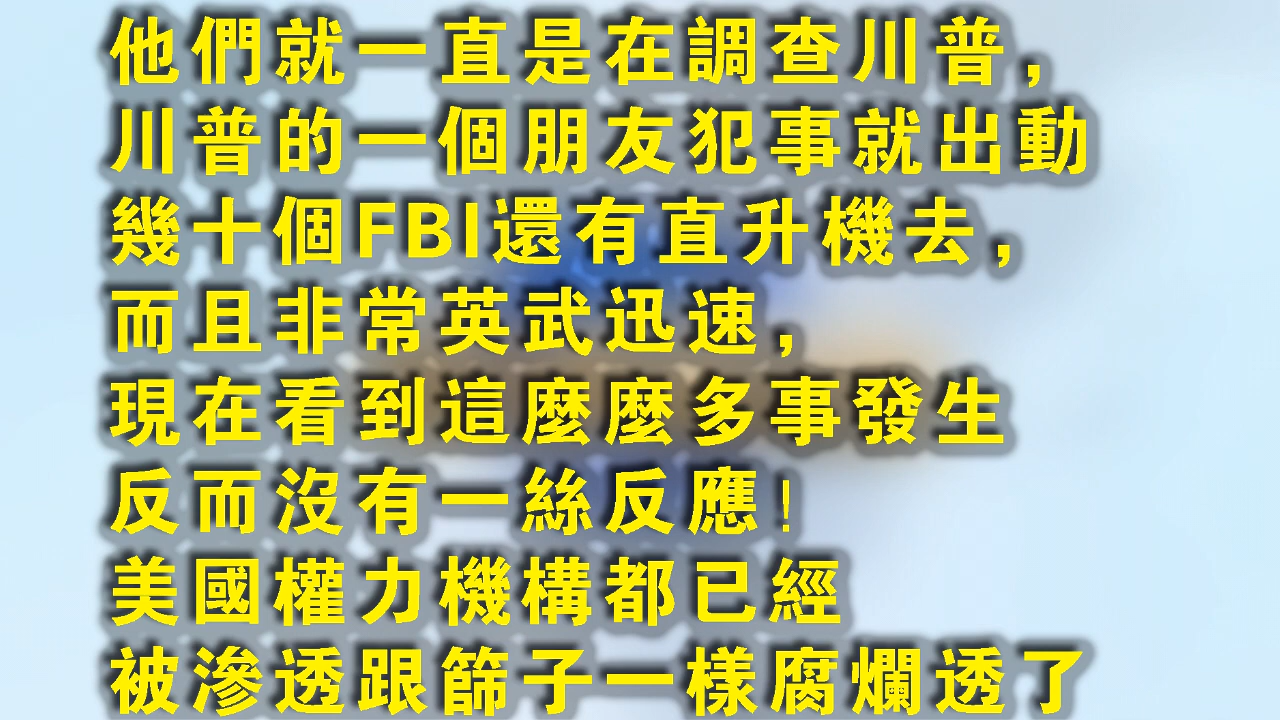 他們就一直是在調查川普，
川普的一個朋友犯事就出動
幾十個FBI還有直升機去，
而且非常英武迅速，
現在看到這麼麼多事發生
反而沒有一絲反應！
美國權力機構都已經
被滲透跟篩子一樣腐爛透了